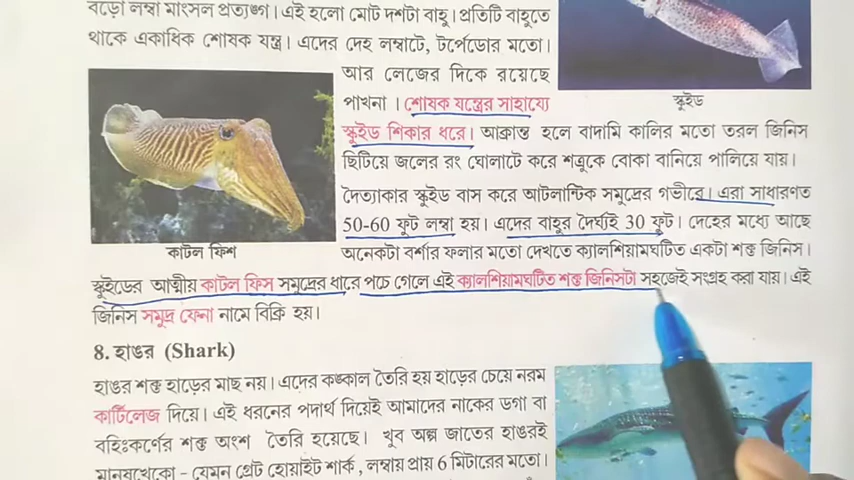 বড়ো লম্বা মাংসল প্রত্যঙ্গ। এই হলো মোট দশটা বাহু। প্রতিটি বাহুতে
থাকে একাধিক শোষক যন্ত্র। এদের দেহ লম্বাটে, টর্পেডোর মতো।
আর লেজের দিকে রয়েছে
পাখনা। শোষক যন্ত্রের সাহায্যে
স্কুইড
স্কুইড শিকার ধরে। আক্রান্ত হলে বাদামি কালির মতো তরল জিনিস
ছিটিয়ে জলের রং ঘোলাটে করে শত্রুকে বোকা বানিয়ে পালিয়ে যায়।
দৈত্যাকার স্কুইড বাস করে আটলান্টিক সমুদ্রের গভীরে। এরা সাধারণত
50-60 ফুট লম্বা হয়। এদের বাহুর দৈর্ঘ্যই 30 ফুট। দেহের মধ্যে আছে
কাটল ফিশ
অনেকটা বর্শার ফলার মতো দেখতে ক্যালশিয়ামঘটিত একটা শক্ত জিনিস।
স্কুইডের আত্মীয় কাটল ফিস সমুদ্রের ধারে পচে গেলে এই ক্যালশিয়ামঘটিত শক্ত জিনিসটা সহজেই সংগ্রহ করা যায়। এই
জিনিস সমুদ্র ফেনা নামে বিক্রি হয়।
8. হাঙর (Shark)
হাঙর শক্ত হাড়ের মাছ নয়। এদের কঙ্কাল তৈরি হয় হাড়ের চেয়ে নরম
কার্টিলেজ দিয়ে। এই ধরনের পদার্থ দিয়েই আমাদের নাকের ডগা বা
বহিঃকর্ণের শক্ত অংশ তৈরি হয়েছে। খুব অল্প জাতের হাঙরই
মানুষখেকো - যেমন গ্রেট হোয়াইট শার্ক, লম্বায় প্রায় 6 মিটারের মতো।